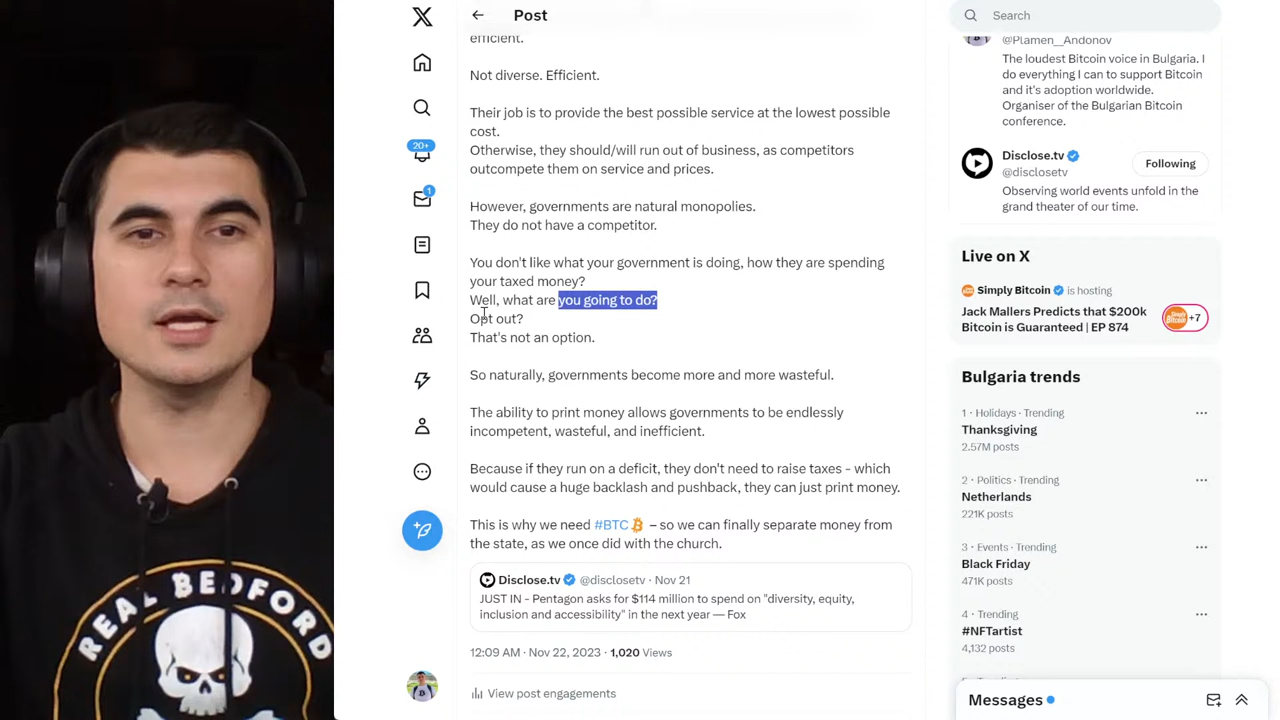 Post
efficient.
Not diverse. Efficient.
Their job is to provide the best possible service at the lowest possible
cost.
Otherwise, they should/will run out of business, as competitors
outcompete them on service and prices.
However, governments are natural monopolies.
They do not have a competitor.
You don't like what your government is doing, how they are spending
your taxed money?
Well, what are you going to do?
Opt out?
That's not an option.
So naturally, governments become more and more wasteful.
The ability to print money allows governments to be endlessly
incompetent, wasteful, and inefficient.
Because if they run on a deficit, they don't need to raise taxes - which
would cause a huge backlash and pushback, they can just print money.
This is why we need #BTC – so we can finally separate money from
the state, as we once did with the church.
Disclose.tv @disclosetv · Nov 21
JUST IN - Pentagon asks for $114 million to spend on "diversity, equity,
inclusion and accessibility" in the next year — Fox
12:09 AM · Nov 22, 2023 · 1,020 Views
View post engagements
20+
1
Search
@Plamen__Andonov
The loudest Bitcoin voice in Bulgaria. I
do everything I can to support Bitcoin
and it's adoption worldwide.
Organiser of the Bulgarian Bitcoin
conference.
Disclose.tv
@disclosetv
Following
Observing world events unfold in the
grand theater of our time.
Live on X
Simply Bitcoin is hosting
Jack Mallers Predicts that $200k
Bitcoin is Guaranteed | EP 874
+7
Bulgaria trends
1 · Holidays · Trending
Thanksgiving
2.57M posts
2 · Politics · Trending
Netherlands
221K posts
3 · Events · Trending
Black Friday
471K posts
4 · Trending
#NFTartist
4,132 posts
Messages
REAL BEDFORD